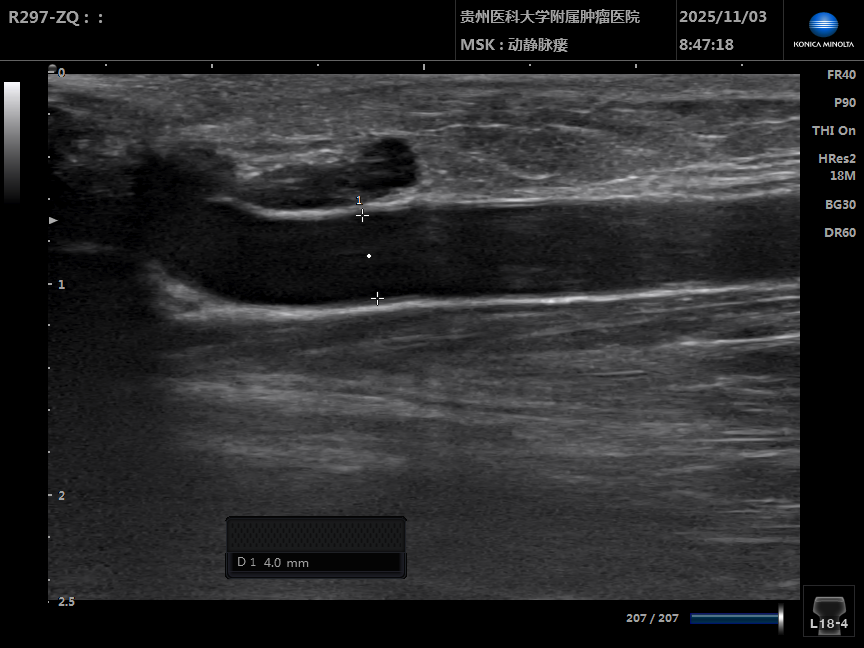 R297-ZQ : :
贵州医科大学附属肿瘤医院
2025/11/03
MSK : 动静脉瘘
8:47:18
KONICA MINOLTA
FR40
P90
THI On
HRes2
18M
BG30
DR60
0
1
1
2
2.5
D 1 4.0 mm
207 / 207
L18-4